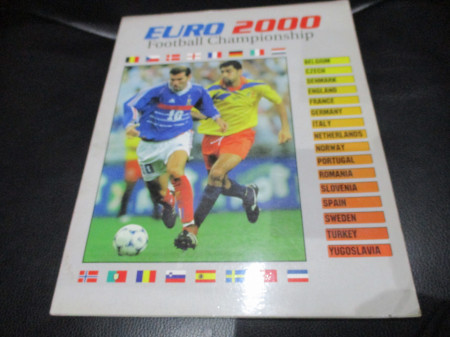 EURO 2000
Football Championship
BELGIUM
CZECH
DENMARK
ENGLAND
FRANCE
GERMANY
ITALY
NETHERLANDS
NORWAY
PORTUGAL
ROMANIA
SLOVENIA
SPAIN
SWEDEN
TURKEY
YUGOSLAVIA
10